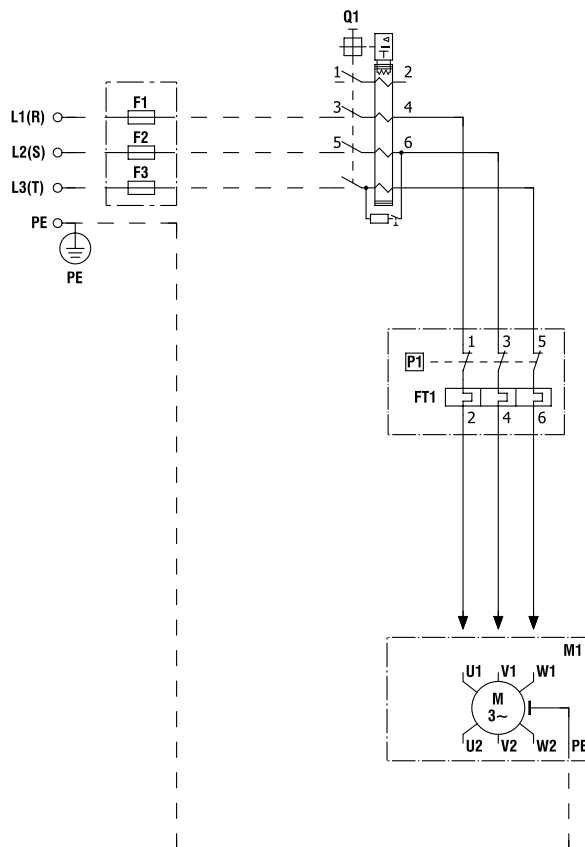 Q1
1 2
F1
L1(R) 3 4
F2
L2(S) 5 6
F3
L3(T)
PE
PE
1 3 5
P1
FT1
2 4 6
M1
U1 V1 W1
M
3~
U2 V2 W2 PE